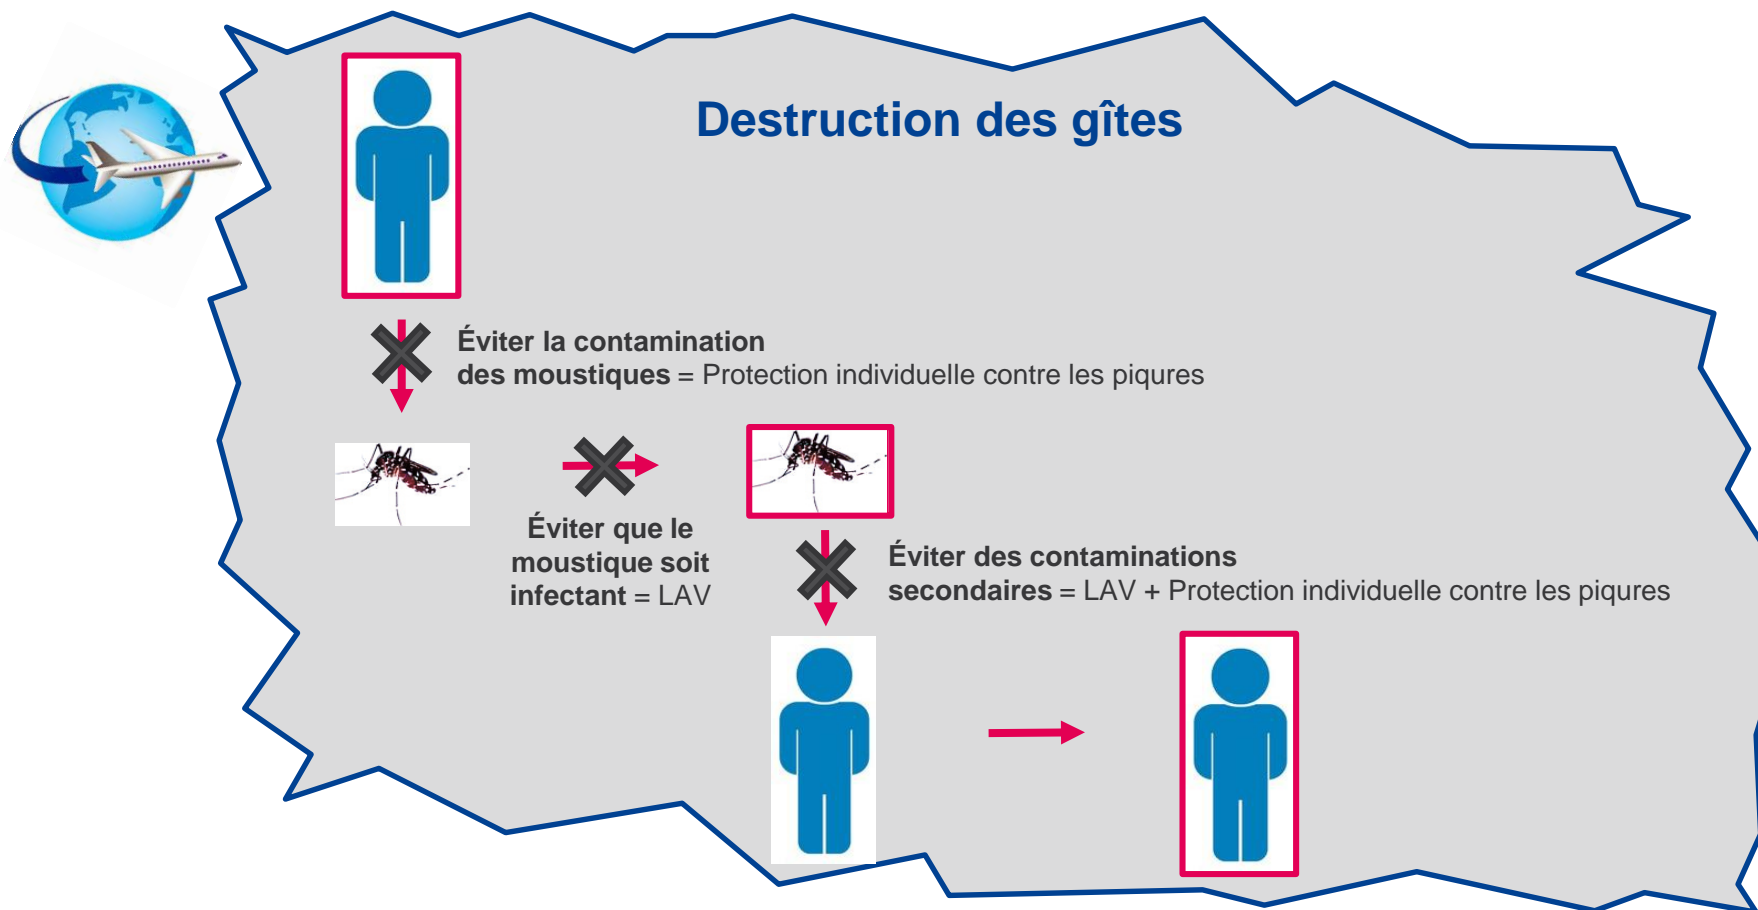 Destruction des gîtes
Éviter la contamination
des moustiques = Protection individuelle contre les piqures
Éviter que le
moustique soit
infectant = LAV
Éviter des contaminations
secondaires = LAV + Protection individuelle contre les piqures